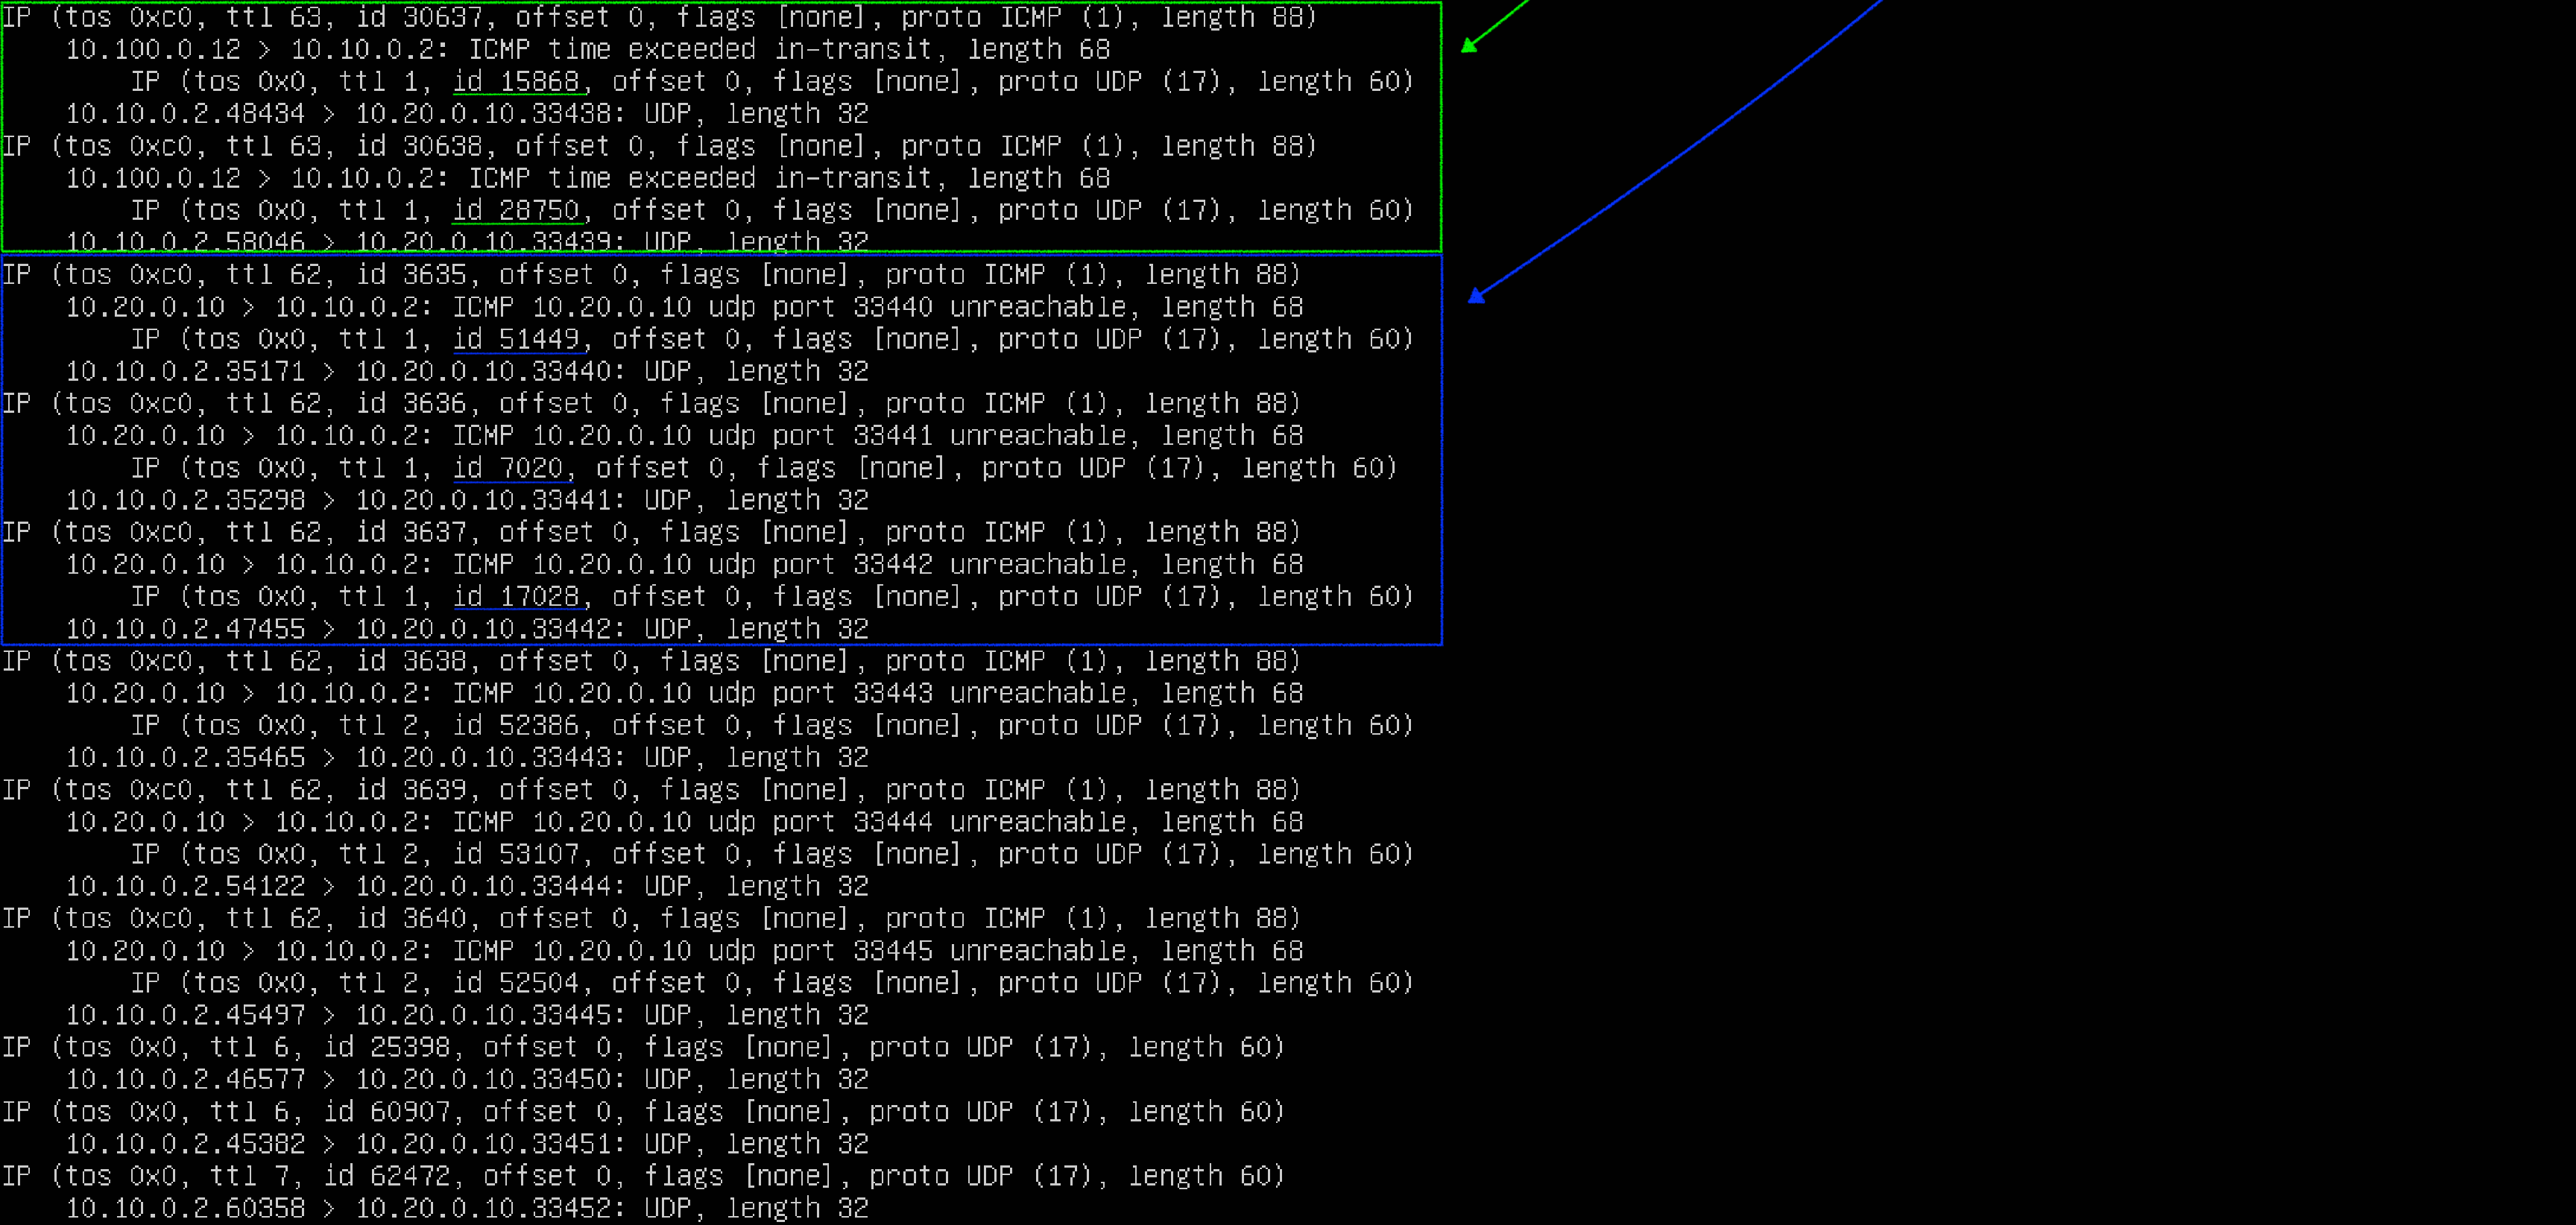 IP (tos 0xc0, ttl 63, id 30637, offset 0, flags [none], proto ICMP (1), length 88)
10.100.0.12 > 10.10.0.2: ICMP time exceeded in-transit, length 68
IP (tos 0x0, ttl 1, id 15868, offset 0, flags [none], proto UDP (17), length 60)
10.10.0.2.48434 > 10.20.0.10.33438: UDP, length 32
IP (tos 0xc0, ttl 63, id 30638, offset 0, flags [none], proto ICMP (1), length 88)
10.100.0.12 > 10.10.0.2: ICMP time exceeded in-transit, length 68
IP (tos 0x0, ttl 1, id 28750, offset 0, flags [none], proto UDP (17), length 60)
10.10.0.2.58046 > 10.20.0.10.33439: UDP, length 32
IP (tos 0xc0, ttl 62, id 3635, offset 0, flags [none], proto ICMP (1), length 88)
10.20.0.10 > 10.10.0.2: ICMP 10.20.0.10 udp port 33440 unreachable, length 68
IP (tos 0x0, ttl 1, id 51449, offset 0, flags [none], proto UDP (17), length 60)
10.10.0.2.35171 > 10.20.0.10.33440: UDP, length 32
IP (tos 0xc0, ttl 62, id 3636, offset 0, flags [none], proto ICMP (1), length 88)
10.20.0.10 > 10.10.0.2: ICMP 10.20.0.10 udp port 33441 unreachable, length 68
IP (tos 0x0, ttl 1, id 7020, offset 0, flags [none], proto UDP (17), length 60)
10.10.0.2.35298 > 10.20.0.10.33441: UDP, length 32
IP (tos 0xc0, ttl 62, id 3637, offset 0, flags [none], proto ICMP (1), length 88)
10.20.0.10 > 10.10.0.2: ICMP 10.20.0.10 udp port 33442 unreachable, length 68
IP (tos 0x0, ttl 1, id 17028, offset 0, flags [none], proto UDP (17), length 60)
10.10.0.2.47455 > 10.20.0.10.33442: UDP, length 32
IP (tos 0xc0, ttl 62, id 3638, offset 0, flags [none], proto ICMP (1), length 88)
10.20.0.10 > 10.10.0.2: ICMP 10.20.0.10 udp port 33443 unreachable, length 68
IP (tos 0x0, ttl 2, id 52386, offset 0, flags [none], proto UDP (17), length 60)
10.10.0.2.35465 > 10.20.0.10.33443: UDP, length 32
IP (tos 0xc0, ttl 62, id 3639, offset 0, flags [none], proto ICMP (1), length 88)
10.20.0.10 > 10.10.0.2: ICMP 10.20.0.10 udp port 33444 unreachable, length 68
IP (tos 0x0, ttl 2, id 53107, offset 0, flags [none], proto UDP (17), length 60)
10.10.0.2.54122 > 10.20.0.10.33444: UDP, length 32
IP (tos 0xc0, ttl 62, id 3640, offset 0, flags [none], proto ICMP (1), length 88)
10.20.0.10 > 10.10.0.2: ICMP 10.20.0.10 udp port 33445 unreachable, length 68
IP (tos 0x0, ttl 2, id 52504, offset 0, flags [none], proto UDP (17), length 60)
10.10.0.2.45497 > 10.20.0.10.33445: UDP, length 32
IP (tos 0x0, ttl 6, id 25398, offset 0, flags [none], proto UDP (17), length 60)
10.10.0.2.46577 > 10.20.0.10.33450: UDP, length 32
IP (tos 0x0, ttl 6, id 60907, offset 0, flags [none], proto UDP (17), length 60)
10.10.0.2.45382 > 10.20.0.10.33451: UDP, length 32
IP (tos 0x0, ttl 7, id 62472, offset 0, flags [none], proto UDP (17), length 60)
10.10.0.2.60358 > 10.20.0.10.33452: UDP, length 32